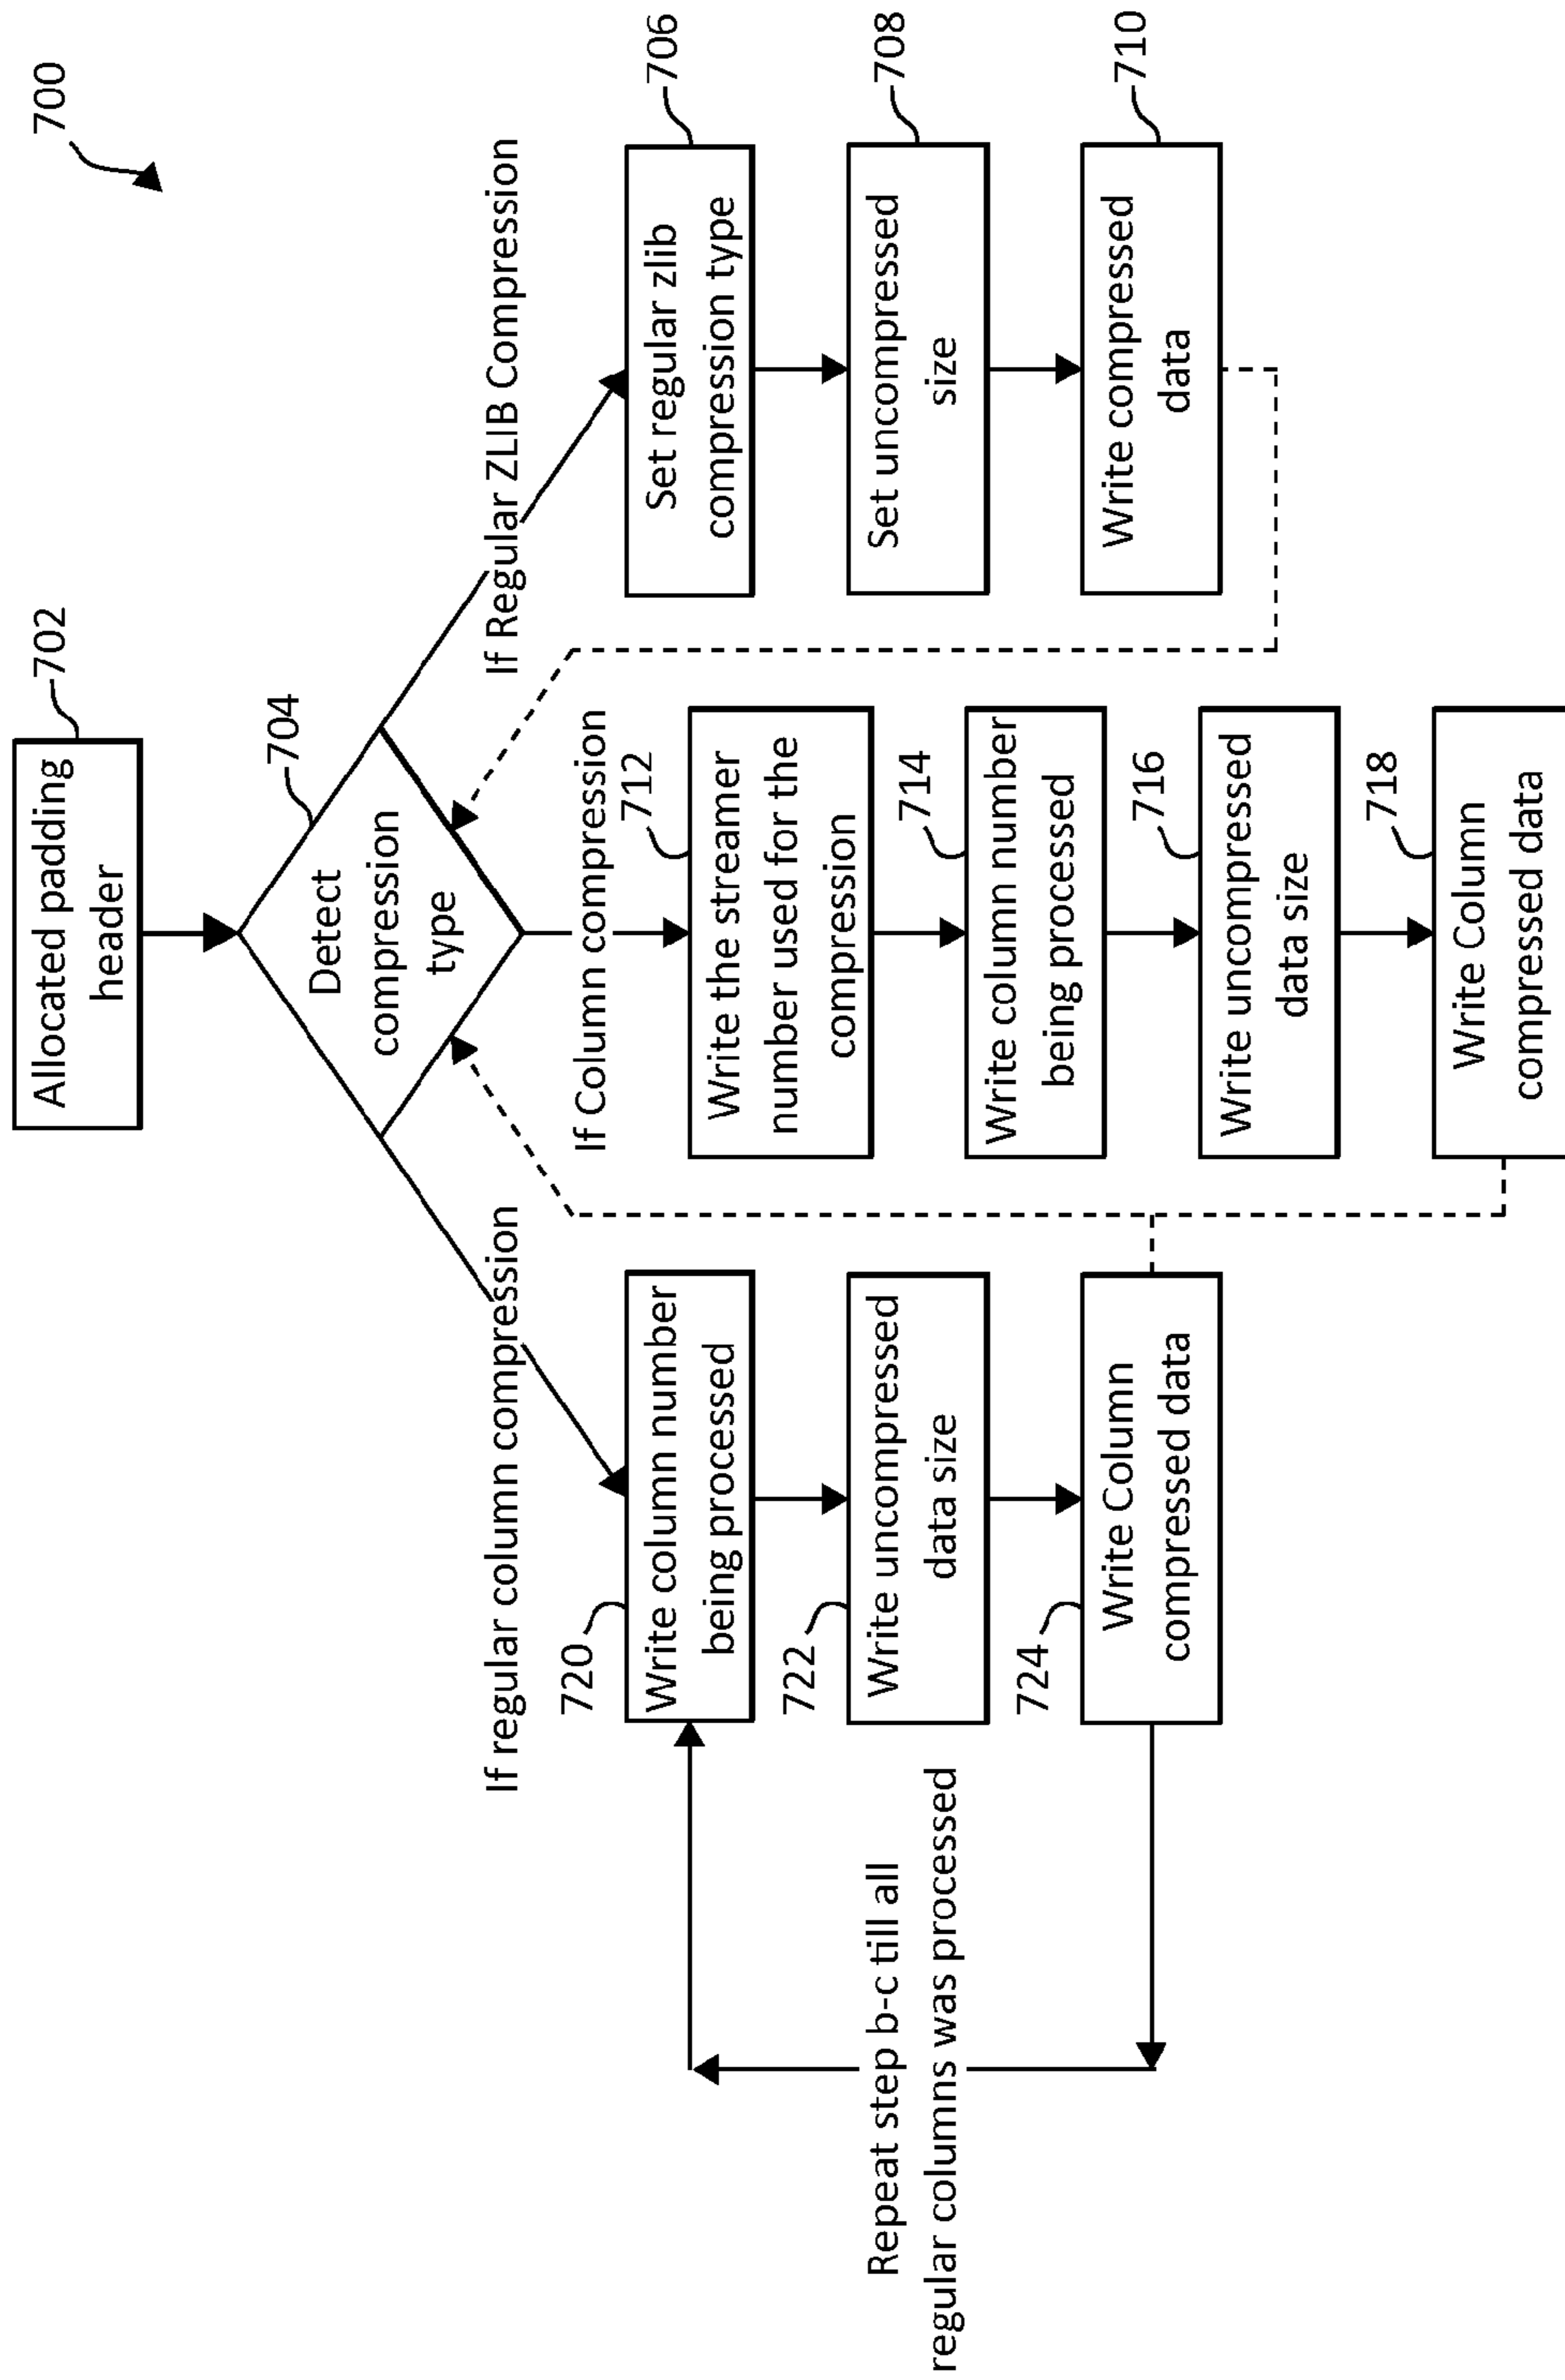 700
702
Allocated padding
header
704
Detect
compression
type
If regular column compression
If Column compression
If Regular ZLIB Compression
720
Write column number
being processed
722
Write uncompressed
data size
724
Write Column
compressed data
Repeat step b-c till all
regular columns was processed
712
Write the streamer
number used for the
compression
714
Write column number
being processed
716
Write uncompressed
data size
718
Write Column
compressed data
706
Set regular zlib
compression type
708
Set uncompressed
size
710
Write compressed
data